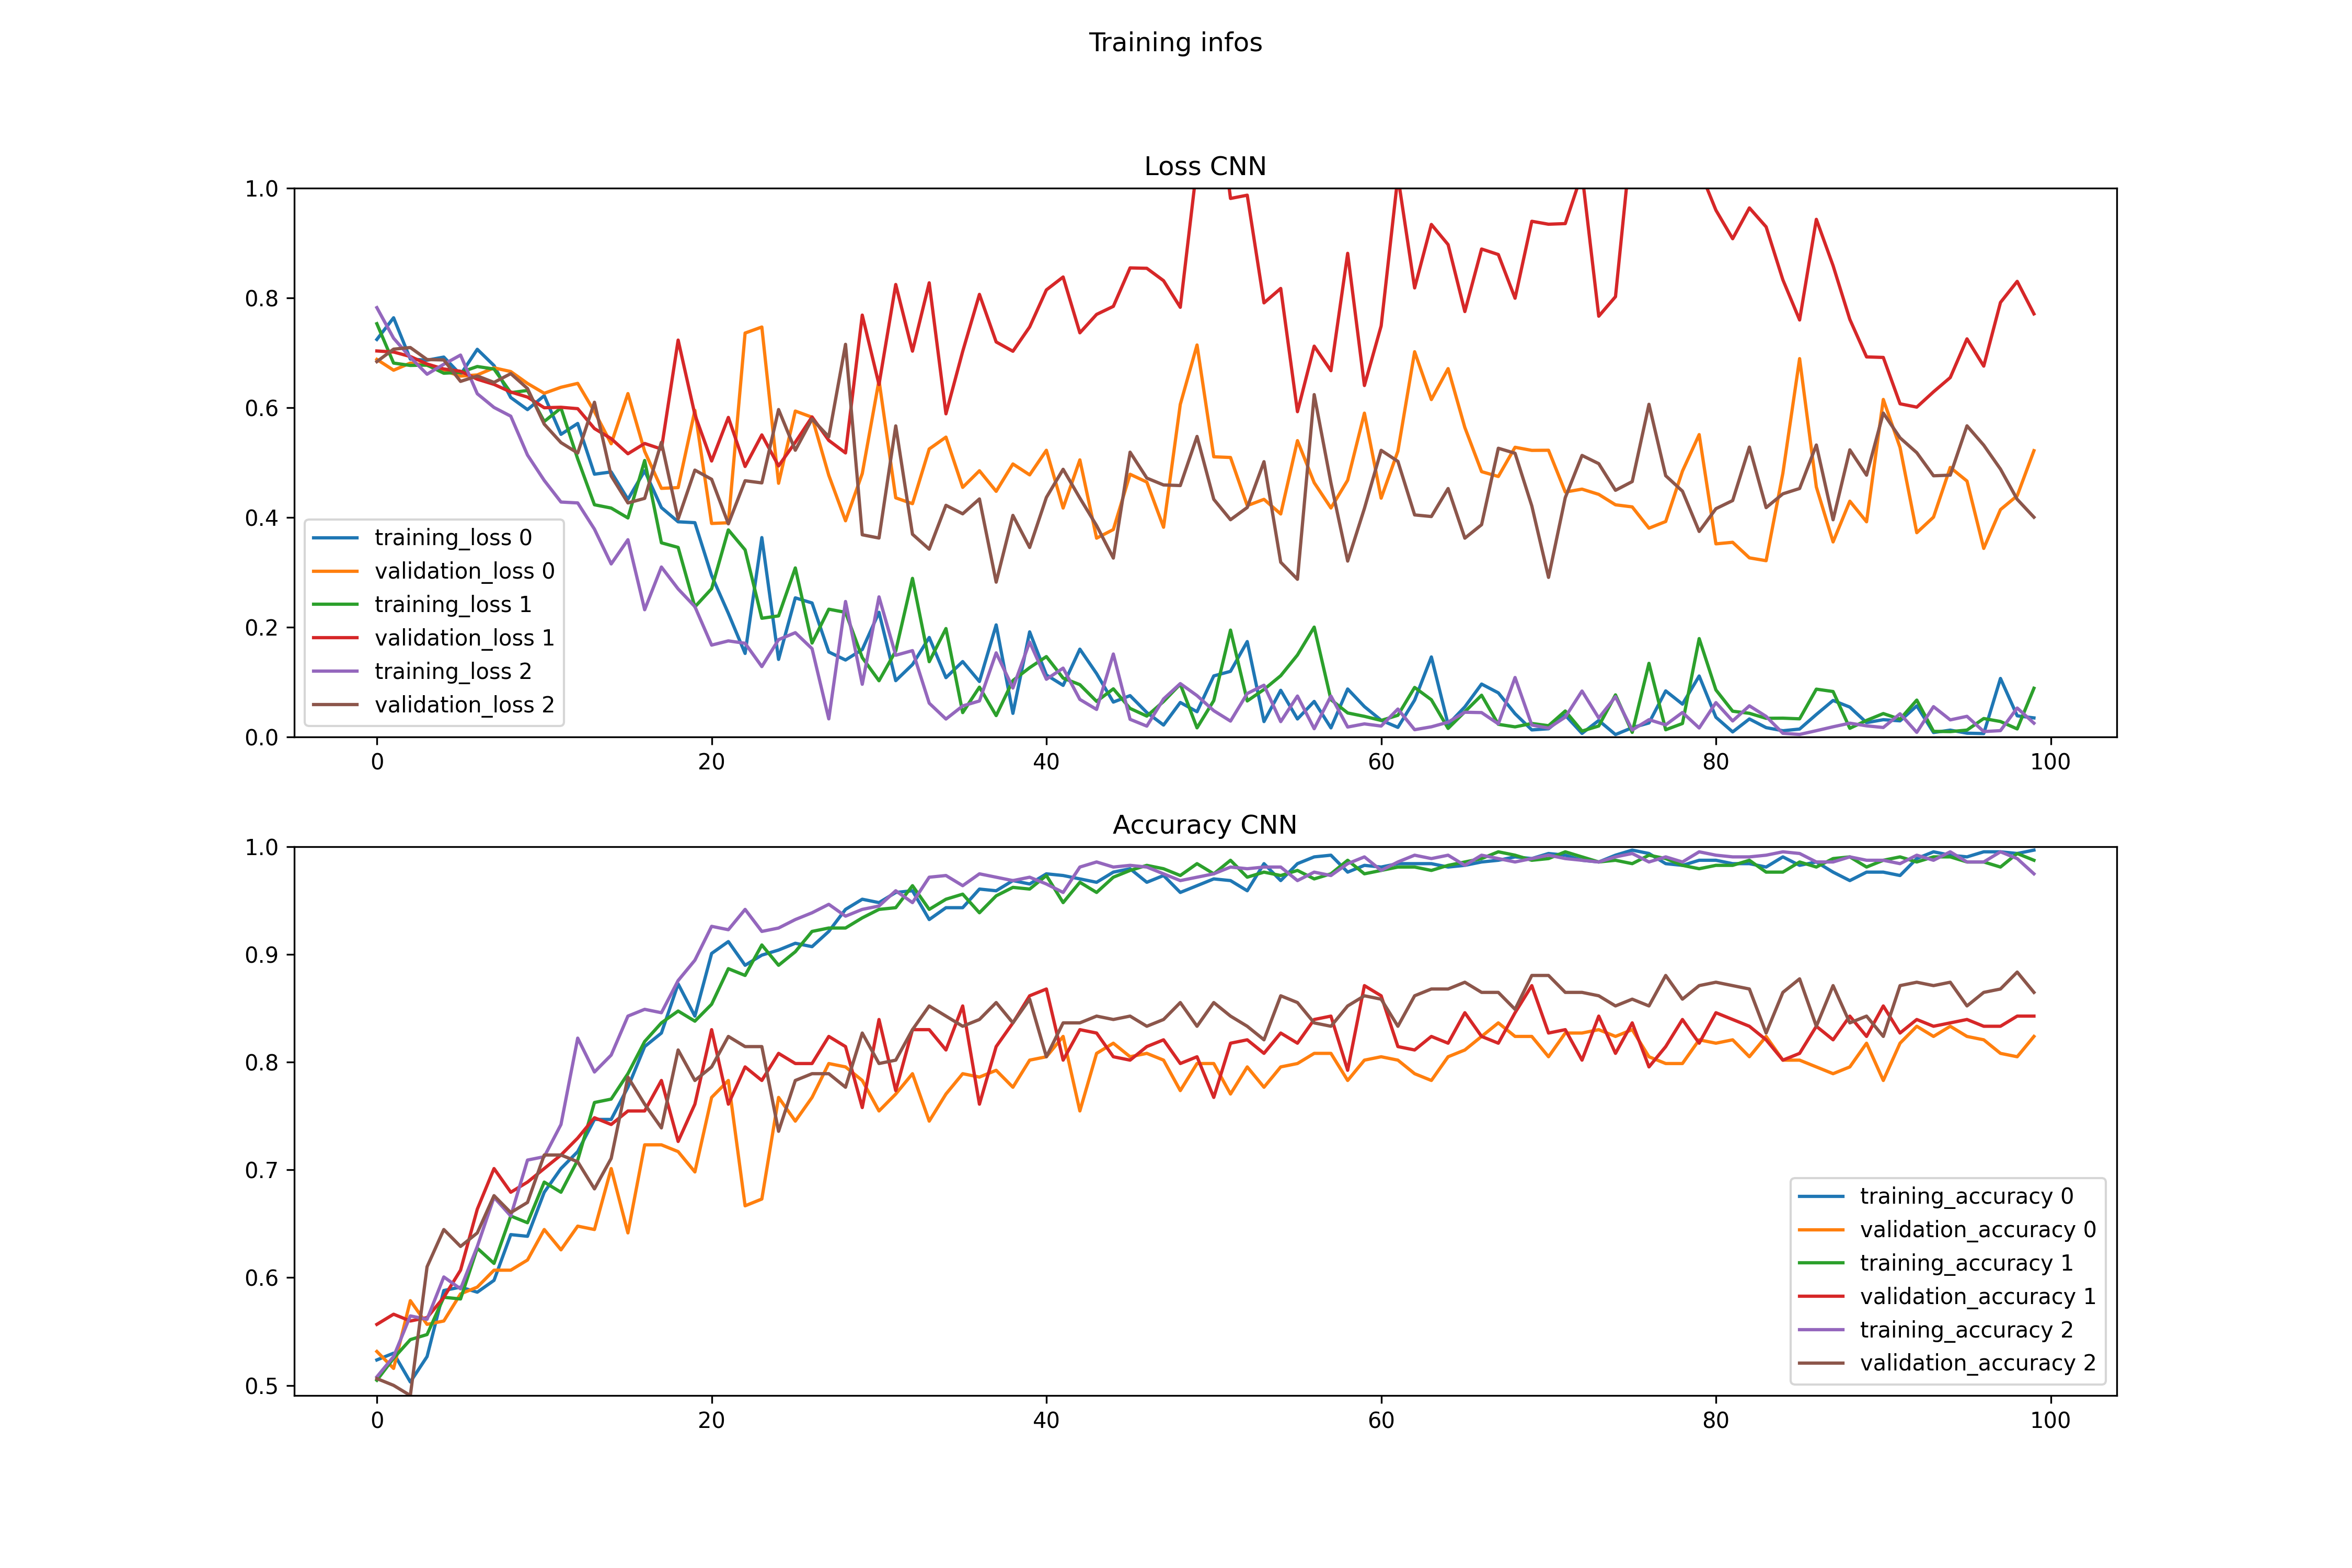 Training infos
Loss CNN
1.0
0.8
0.6
0.4
0.2
0.0
training_loss 0
validation_loss 0
training_loss 1
validation_loss 1
training_loss 2
validation_loss 2
0 20 40 60 80 100
Accuracy CNN
1.0
0.9
0.8
0.7
0.6
0.5
training_accuracy 0
validation_accuracy 0
training_accuracy 1
validation_accuracy 1
training_accuracy 2
validation_accuracy 2
0 20 40 60 80 100